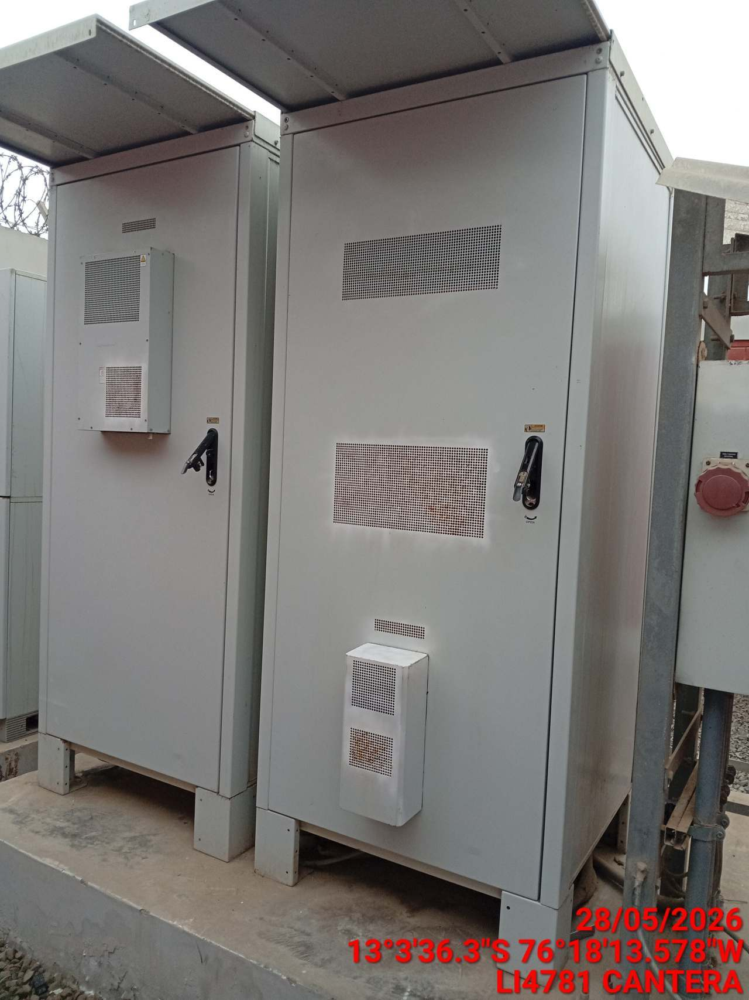 OPEN
OPEN
28/05/2026
13°3'36.3"S 76°18'13.578"W
LI4781 CANTERA